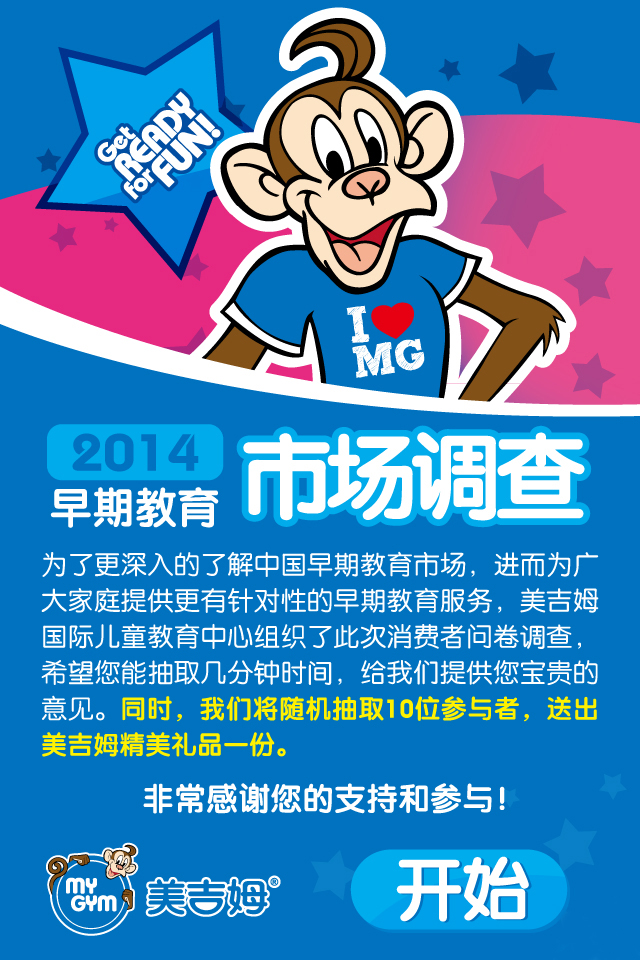 Get
READY
for
FUN!
I
MG
2014
早期教育
市场调查
为了更深入的了解中国早期教育市场，进而为广
大家庭提供更有针对性的早期教育服务，美吉姆
国际儿童教育中心组织了此次消费者问卷调查，
希望您能抽取几分钟时间，给我们提供您宝贵的
意见。同时，我们将随机抽取10位参与者，送出
美吉姆精美礼品一份。
非常感谢您的支持和参与！
my
GYm
美吉姆®
开始